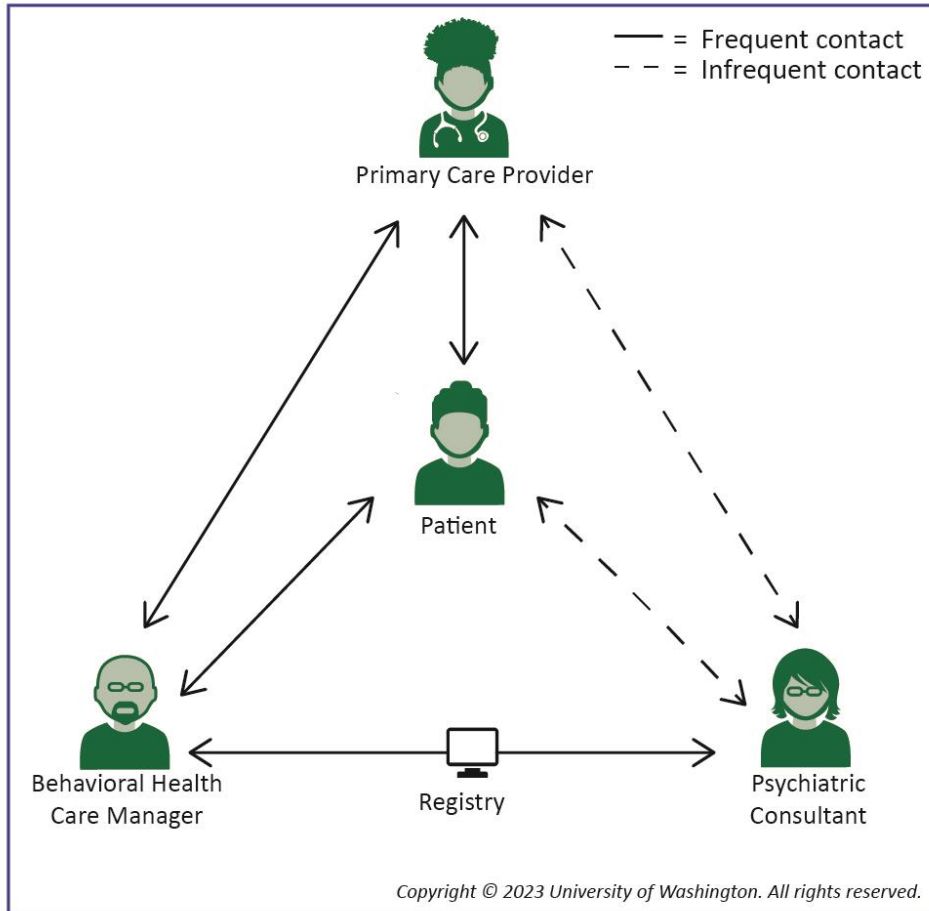 = Frequent contact
= Infrequent contact
Primary Care Provider
Patient
Behavioral Health
Care Manager
Registry
Psychiatric
Consultant
Copyright © 2023 University of Washington. All rights reserved.